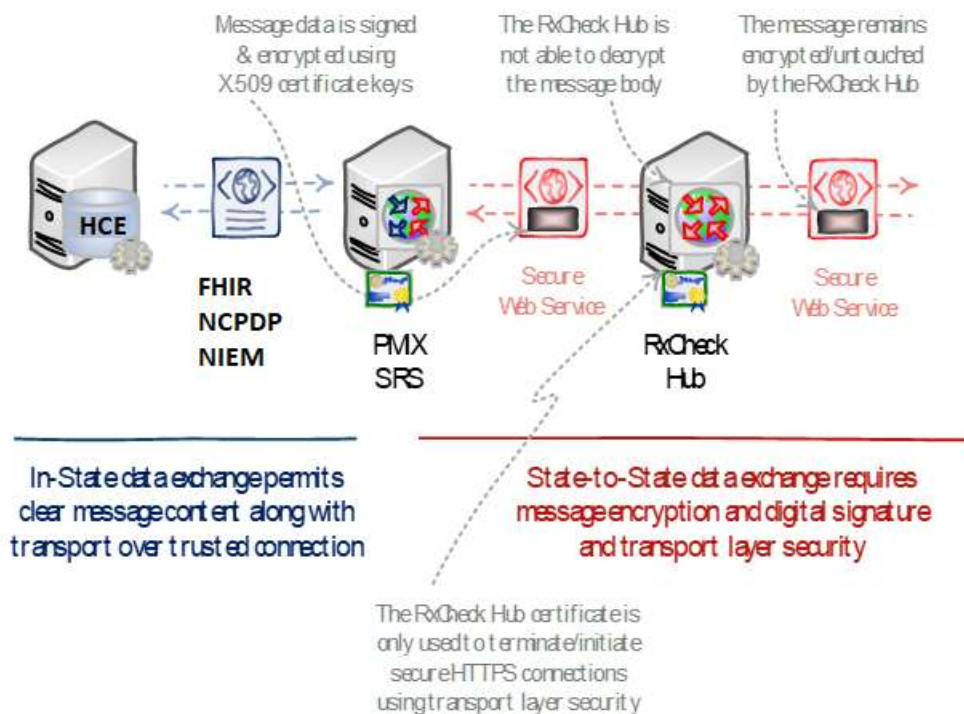 Message data is signed
& encrypted using
X.509 certificate keys
The RxCheck Hub is
not able to decrypt
the message body
The message remains
encrypted/untouched
by the RxCheck Hub
HCE
FHIR
NCPDP
NIEM
PMIX
SRS
Secure
Web Service
RxCheck
Hub
Secure
Web Service
In-State data exchange permits
clear message content along with
transport over trusted connection
State-to-State data exchange requires
message encryption and digital signature
and transport layer security
The RxCheck Hub certificate is
only used to terminate/initiate
secure HTTPS connections
using transport layer security